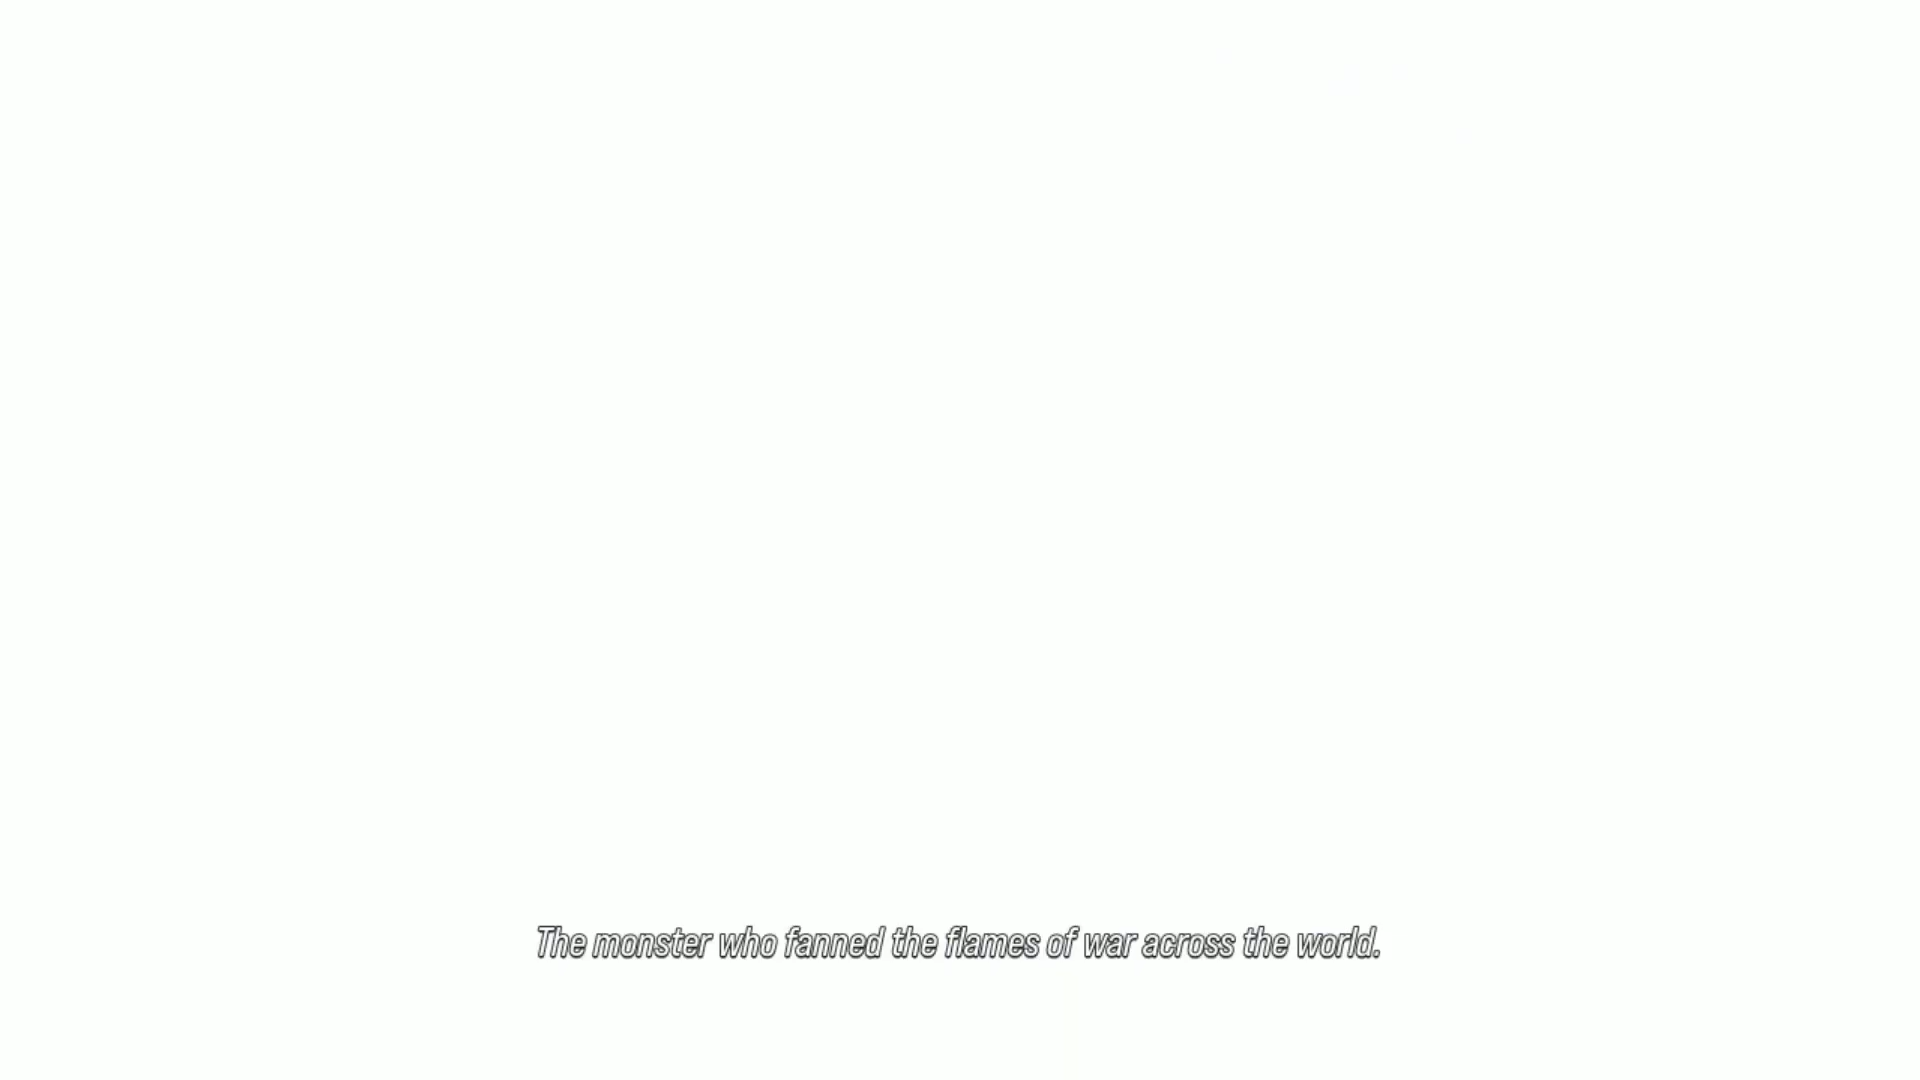 The monster who fanned the flames of war across the world.